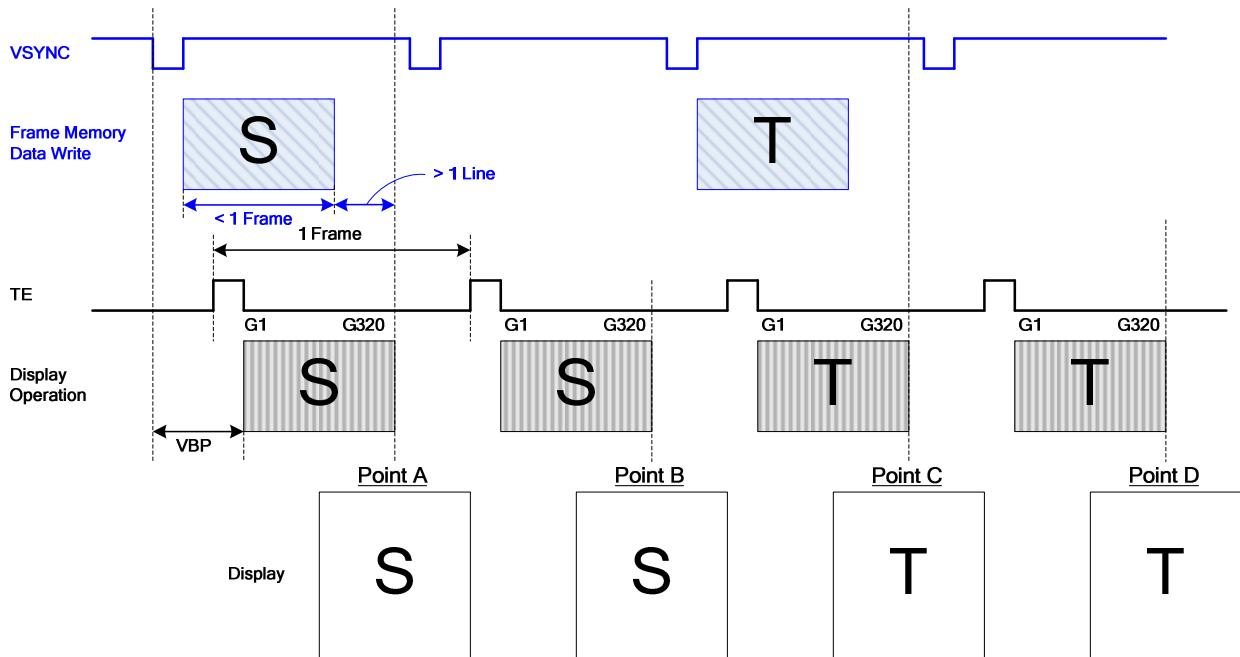 VSYNC
Frame Memory
Data Write
S
T
> 1 Line
< 1 Frame
1 Frame
TE
G1
G320
G1
G320
G1
G320
G1
G320
Display
Operation
S
S
T
T
VBP
Point A
Point B
Point C
Point D
Display
S
S
T
T